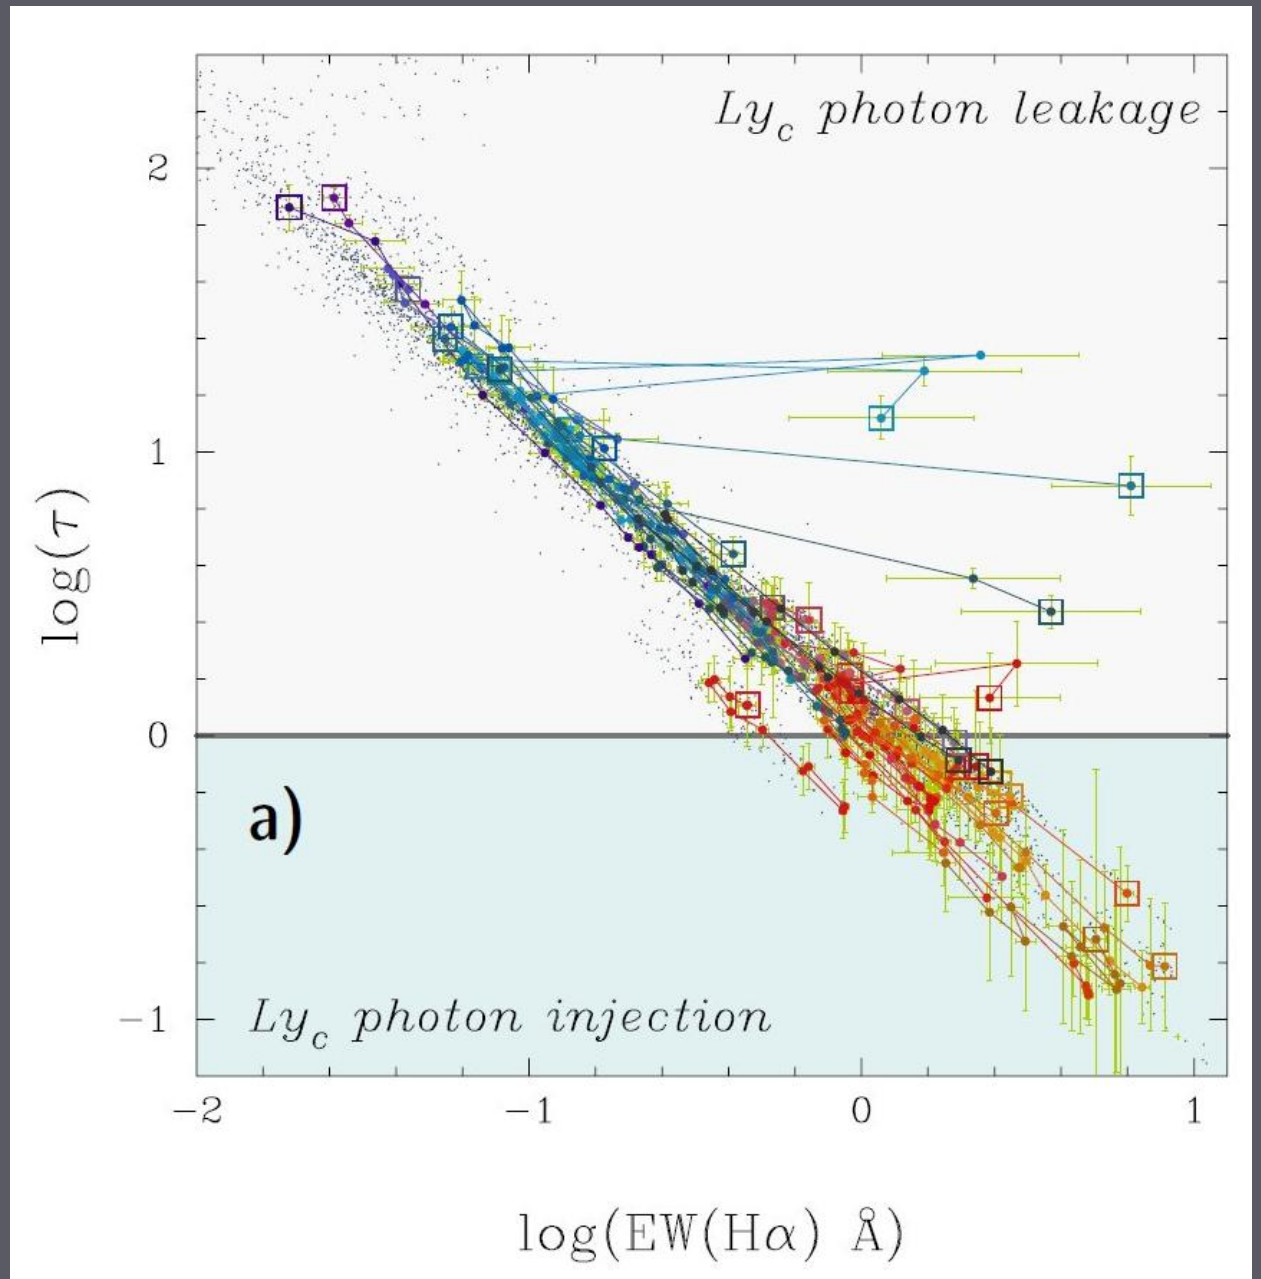 Ly_c photon leakage
2
1
log(τ)
0
a)
Ly_c photon injection
−1
−2 −1 0 1
log(EW(Hα) Å)